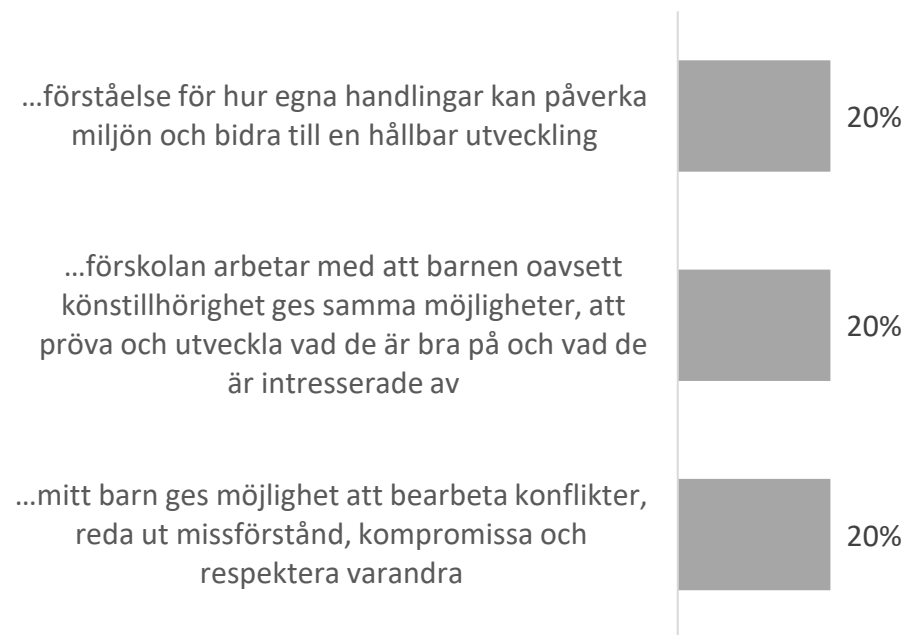 ...förståelse för hur egna handlingar kan påverka
miljön och bidra till en hållbar utveckling
20%
...förskolan arbetar med att barnen oavsett
könstillhörighet ges samma möjligheter, att
pröva och utveckla vad de är bra på och vad de
är intresserade av
20%
...mitt barn ges möjlighet att bearbeta konflikter,
reda ut missförstånd, kompromissa och
respektera varandra
20%